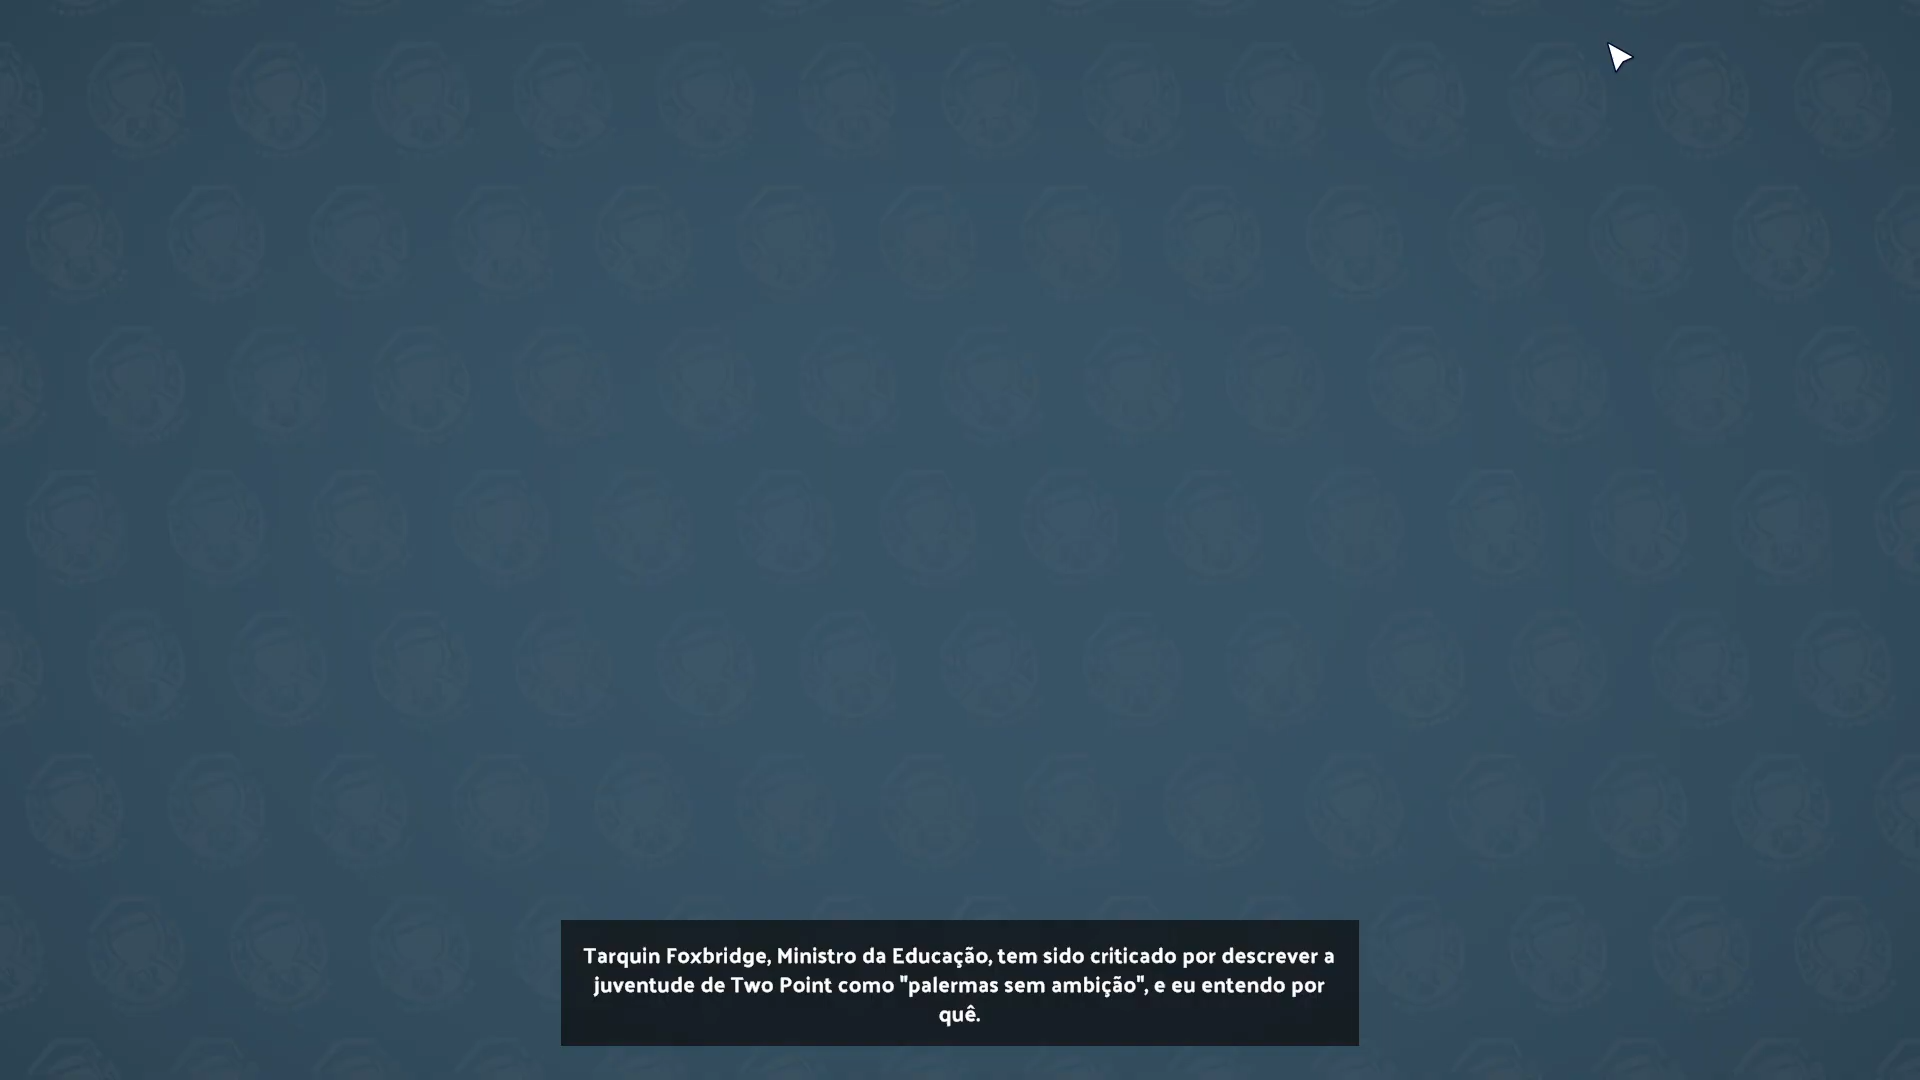 Tarquin Foxbridge, Ministro da Educação, tem sido criticado por descrever a
juventude de Two Point como "palermas sem ambição", e eu entendo por
quê.